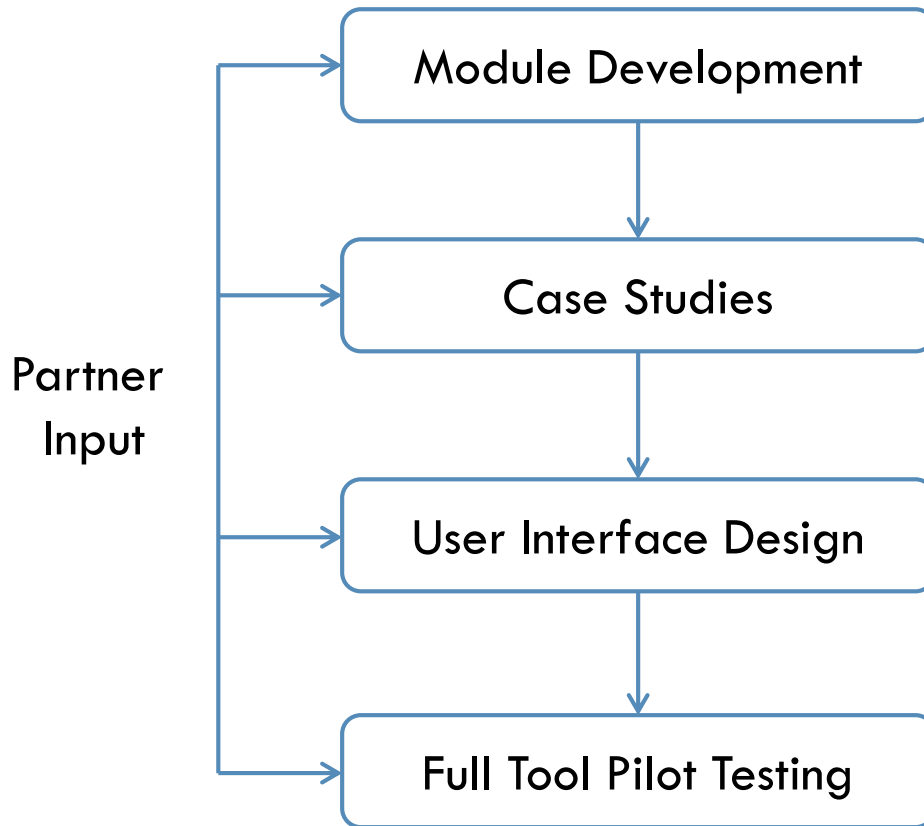 Module Development
Case Studies
Partner
Input
User Interface Design
Full Tool Pilot Testing